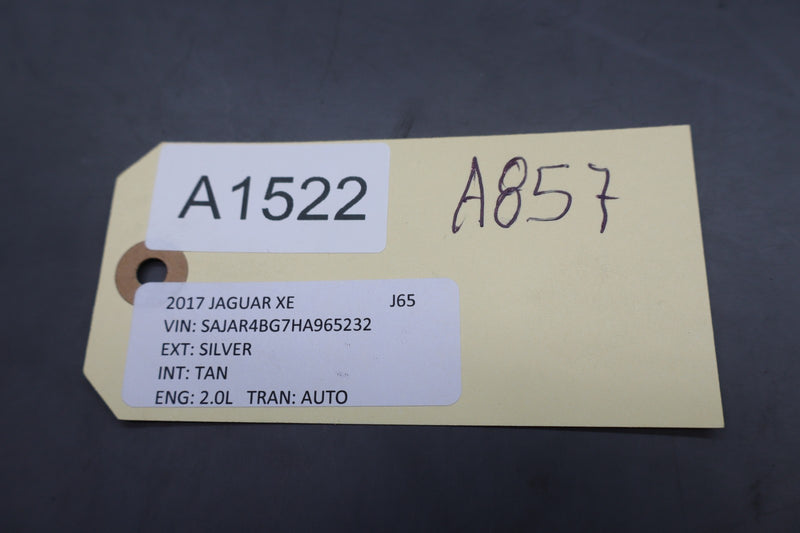 A1522
A857
2017 JAGUAR XE J65
VIN: SAJAR4BG7HA965232
EXT: SILVER
INT: TAN
ENG: 2.0L TRAN: AUTO